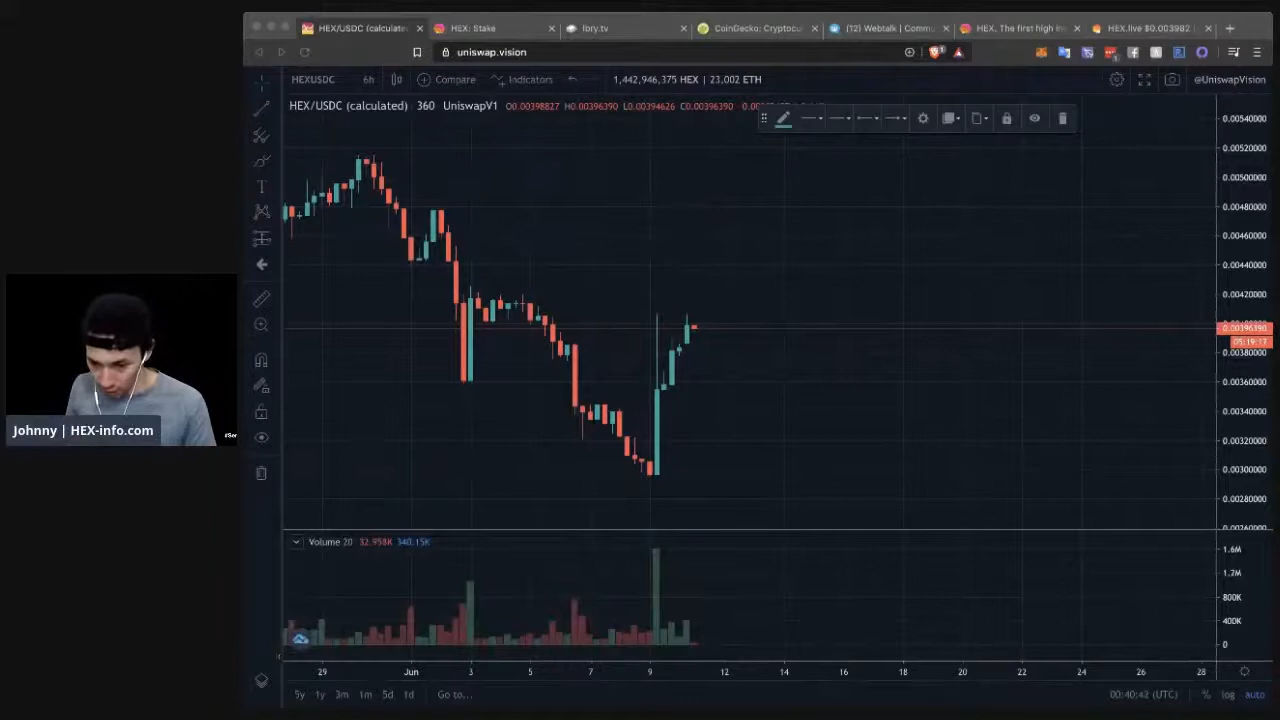 HEX/USDC (calculated
HEX: Stake
lbry.tv
CoinGecko: Cryptocu
(12) Webtalk | Commu
HEX. The first high in
HEX.live $0.003982 |
uniswap.vision
HEXUSDC
6h
Compare
Indicators
1,442,946,375 HEX | 23,002 ETH
@UniswapVision
HEX/USDC (calculated) 360 UniswapV1 O0.00398827 H0.00396390 L0.00394626 C0.00396390
0.00540000
0.00520000
0.00500000
0.00480000
0.00460000
0.00440000
0.00420000
0.00396390
05:19:17
0.00380000
0.00360000
0.00340000
0.00320000
0.00300000
0.00280000
Johnny | HEX-info.com
Volume 20 32.958K 340.15K
1.6M
1.2M
800K
400K
0
29 Jun 3 5 7 9 12 14 16 18 20 22 24 26 28
5y 1y 3m 1m 5d 1d Go to...
00:40:42 (UTC) % log auto